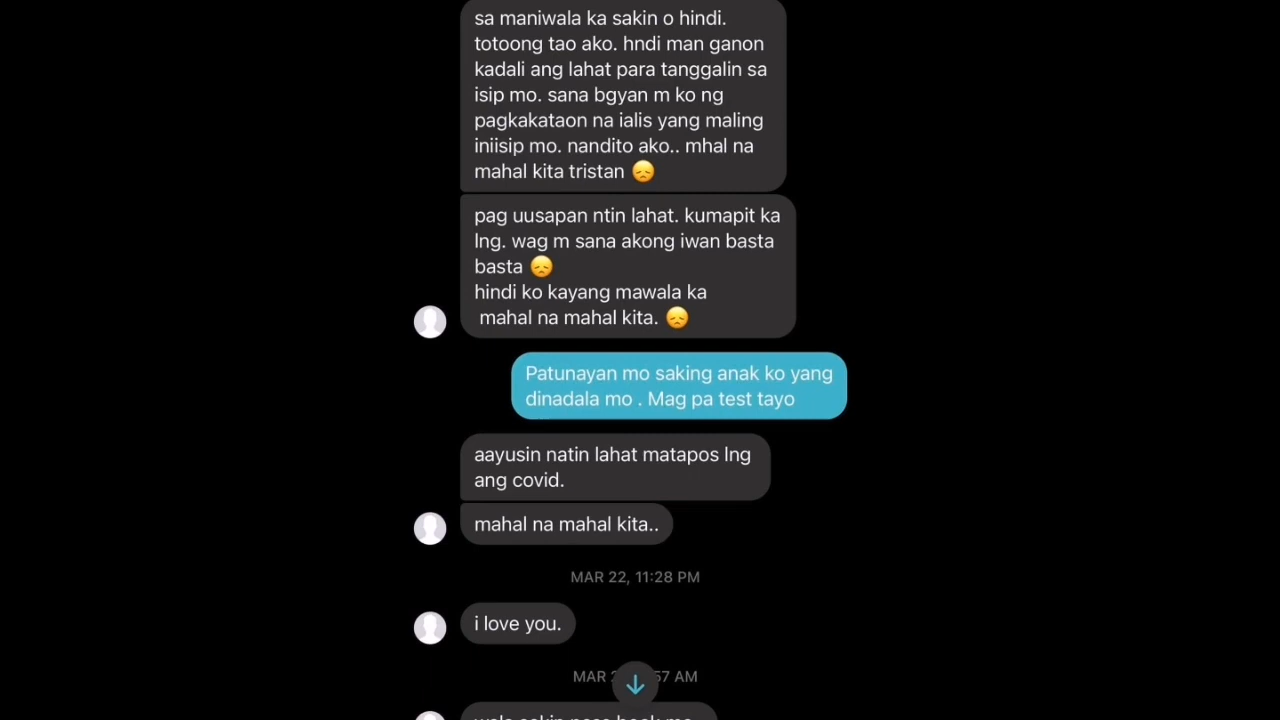 sa maniwala ka sakin o hindi.
totoong tao ako. hndi man ganon
kadali ang lahat para tanggalin sa
isip mo. sana bgyan m ko ng
pagkakataon na ialis yang maling
iniisip mo. nandito ako.. mhal na
mahal kita tristan 😞
pag uusapan ntin lahat. kumapit ka
lng. wag m sana akong iwan basta
basta 😞
hindi ko kayang mawala ka
mahal na mahal kita. 😞
Patunayan mo saking anak ko yang
dinadala mo . Mag pa test tayo
aayusin natin lahat matapos lng
ang covid.
mahal na mahal kita..
MAR 22, 11:28 PM
i love you.
MAR 57 AM